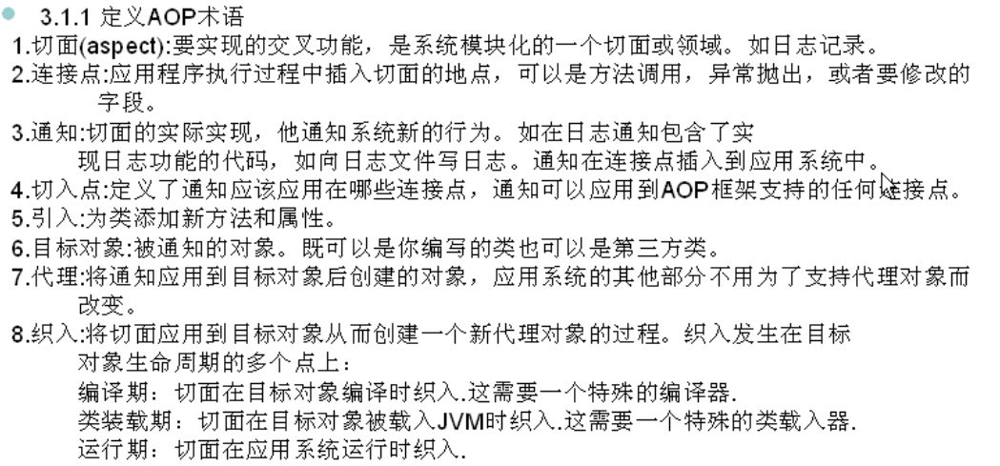 3.1.1 定义AOP术语
1.切面(aspect):要实现的交叉功能，是系统模块化的一个切面或领域。如日志记录。
2.连接点:应用程序执行过程中插入切面的地点，可以是方法调用，异常抛出，或者要修改的
字段。
3.通知:切面的实际实现，他通知系统新的行为。如在日志通知包含了实
现日志功能的代码，如向日志文件写日志。通知在连接点插入到应用系统中。
4.切入点:定义了通知应该应用在哪些连接点，通知可以应用到AOP框架支持的任何连接点。
5.引入:为类添加新方法和属性。
6.目标对象:被通知的对象。既可以是你编写的类也可以是第三方类。
7.代理:将通知应用到目标对象后创建的对象，应用系统的其他部分不用为了支持代理对象而
改变。
8.织入:将切面应用到目标对象从而创建一个新代理对象的过程。织入发生在目标
对象生命周期的多个点上：
编译期：切面在目标对象编译时织入.这需要一个特殊的编译器.
类装载期：切面在目标对象被载入JVM时织入.这需要一个特殊的类载入器.
运行期：切面在应用系统运行时织入.